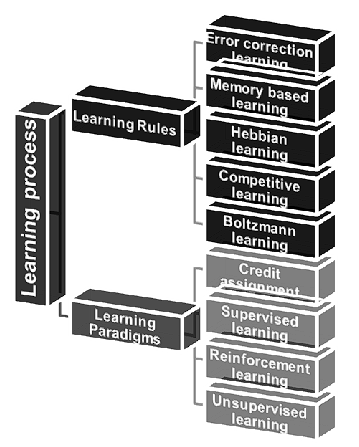 Learning process
Learning Rules
Error correction
learning
Memory based
learning
Hebbian
learning
Competitive
learning
Boltzmann
learning
Learning
Paradigms
Credit
assignment
Supervised
learning
Reinforcement
learning
Unsupervised
learning